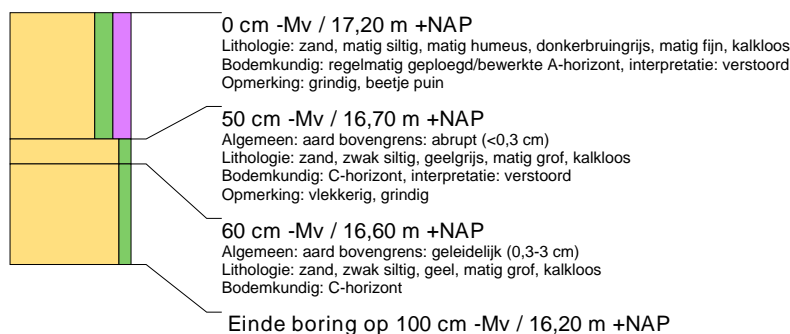 0 cm -Mv / 17,20 m +NAP
Lithologie: zand, matig siltig, matig humeus, donkerbruingrijs, matig fijn, kalkloos
Bodemkundig: regelmatig geploegd/bewerkte A-horizont, interpretatie: verstoord
Opmerking: grindig, beetje puin
50 cm -Mv / 16,70 m +NAP
Algemeen: aard bovengrens: abrupt (<0,3 cm)
Lithologie: zand, zwak siltig, geelgrijs, matig grof, kalkloos
Bodemkundig: C-horizont, interpretatie: verstoord
Opmerking: vlekkerig, grindig
60 cm -Mv / 16,60 m +NAP
Algemeen: aard bovengrens: geleidelijk (0,3-3 cm)
Lithologie: zand, zwak siltig, geel, matig grof, kalkloos
Bodemkundig: C-horizont
Einde boring op 100 cm -Mv / 16,20 m +NAP